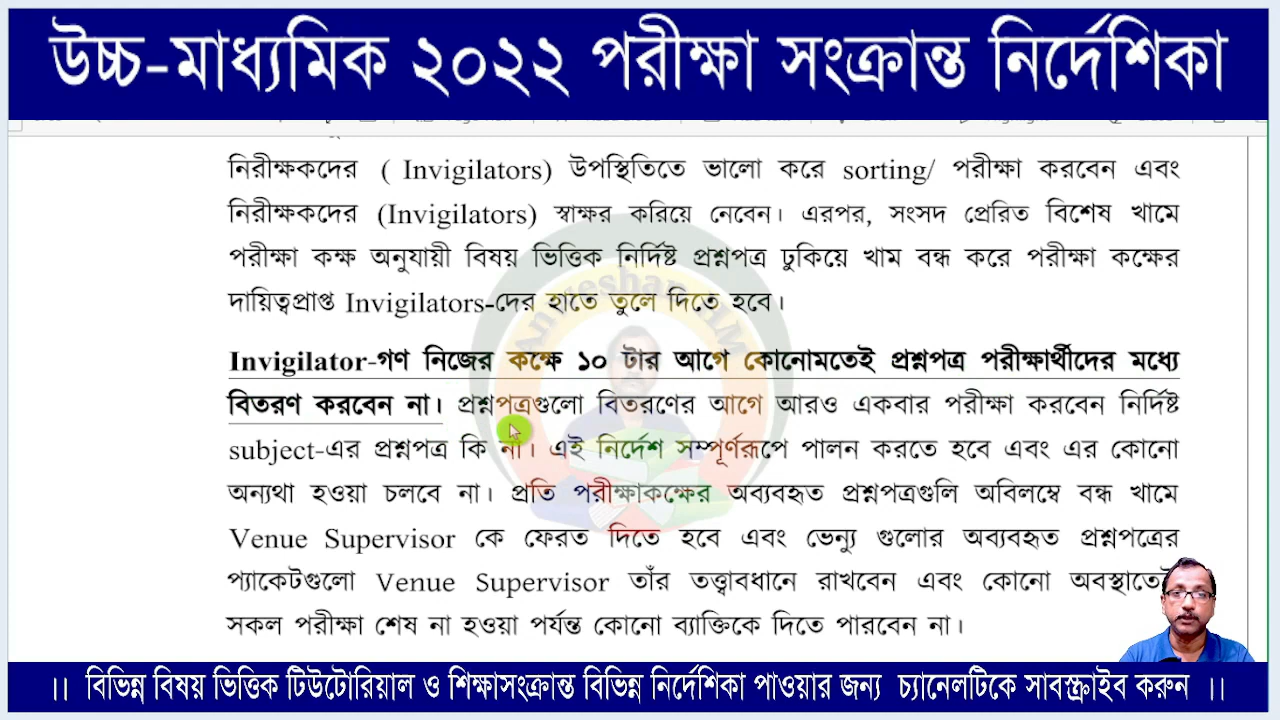 উচ্চ-মাধ্যমিক ২০২২ পরীক্ষা সংক্রান্ত নির্দেশিকা
নিরীক্ষকদের ( Invigilators) উপস্থিতিতে ভালো করে sorting/ পরীক্ষা করবেন এবং
নিরীক্ষকদের (Invigilators) স্বাক্ষর করিয়ে নেবেন। এরপর, সংসদ প্রেরিত বিশেষ খামে
পরীক্ষা কক্ষ অনুযায়ী বিষয় ভিত্তিক নির্দিষ্ট প্রশ্নপত্র ঢুকিয়ে খাম বন্ধ করে পরীক্ষা কক্ষের
দায়িত্বপ্রাপ্ত Invigilators-দের হাতে তুলে দিতে হবে।
Invigilator-গণ নিজের কক্ষে ১০ টার আগে কোনোমতেই প্রশ্নপত্র পরীক্ষার্থীদের মধ্যে
বিতরণ করবেন না। প্রশ্নপত্রগুলো বিতরণের আগে আরও একবার পরীক্ষা করবেন নির্দিষ্ট
subject-এর প্রশ্নপত্র কি না। এই নির্দেশ সম্পূর্ণরূপে পালন করতে হবে এবং এর কোনো
অন্যথা হওয়া চলবে না। প্রতি পরীক্ষাকক্ষের অব্যবহৃত প্রশ্নপত্রগুলি অবিলম্বে বন্ধ খামে
Venue Supervisor কে ফেরত দিতে হবে এবং ভেন্যু গুলোর অব্যবহৃত প্রশ্নপত্রের
প্যাকেটগুলো Venue Supervisor তাঁর তত্ত্বাবধানে রাখবেন এবং কোনো অবস্থাতেই
সকল পরীক্ষা শেষ না হওয়া পর্যন্ত কোনো ব্যাক্তিকে দিতে পারবেন না।
।। বিভিন্ন বিষয় ভিত্তিক টিউটোরিয়াল ও শিক্ষাসংক্রান্ত বিভিন্ন নির্দেশিকা পাওয়ার জন্য চ্যানেলটিকে সাবস্ক্রাইব করুন ।।